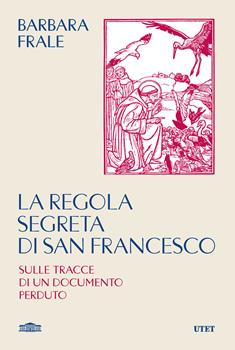 BARBARA
FRALE
LA REGOLA
SEGRETA
DI SAN FRANCESCO
SULLE TRACCE
DI UN DOCUMENTO
PERDUTO
UTET